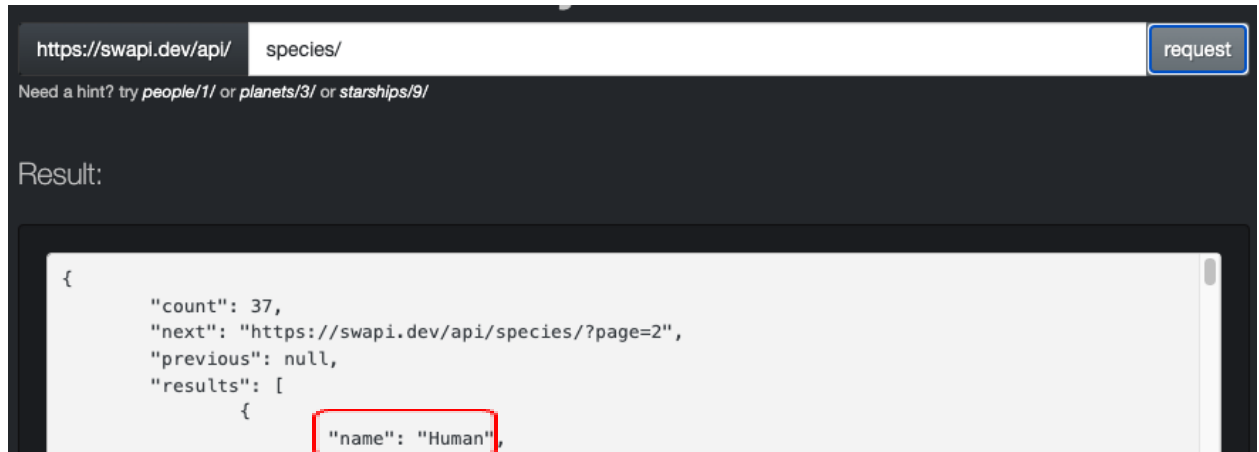 https://swapi.dev/api/ species/ request
Need a hint? try people/1/ or planets/3/ or starships/9/
Result:
{
"count": 37,
"next": "https://swapi.dev/api/species/?page=2",
"previous": null,
"results": [
{
"name": "Human",